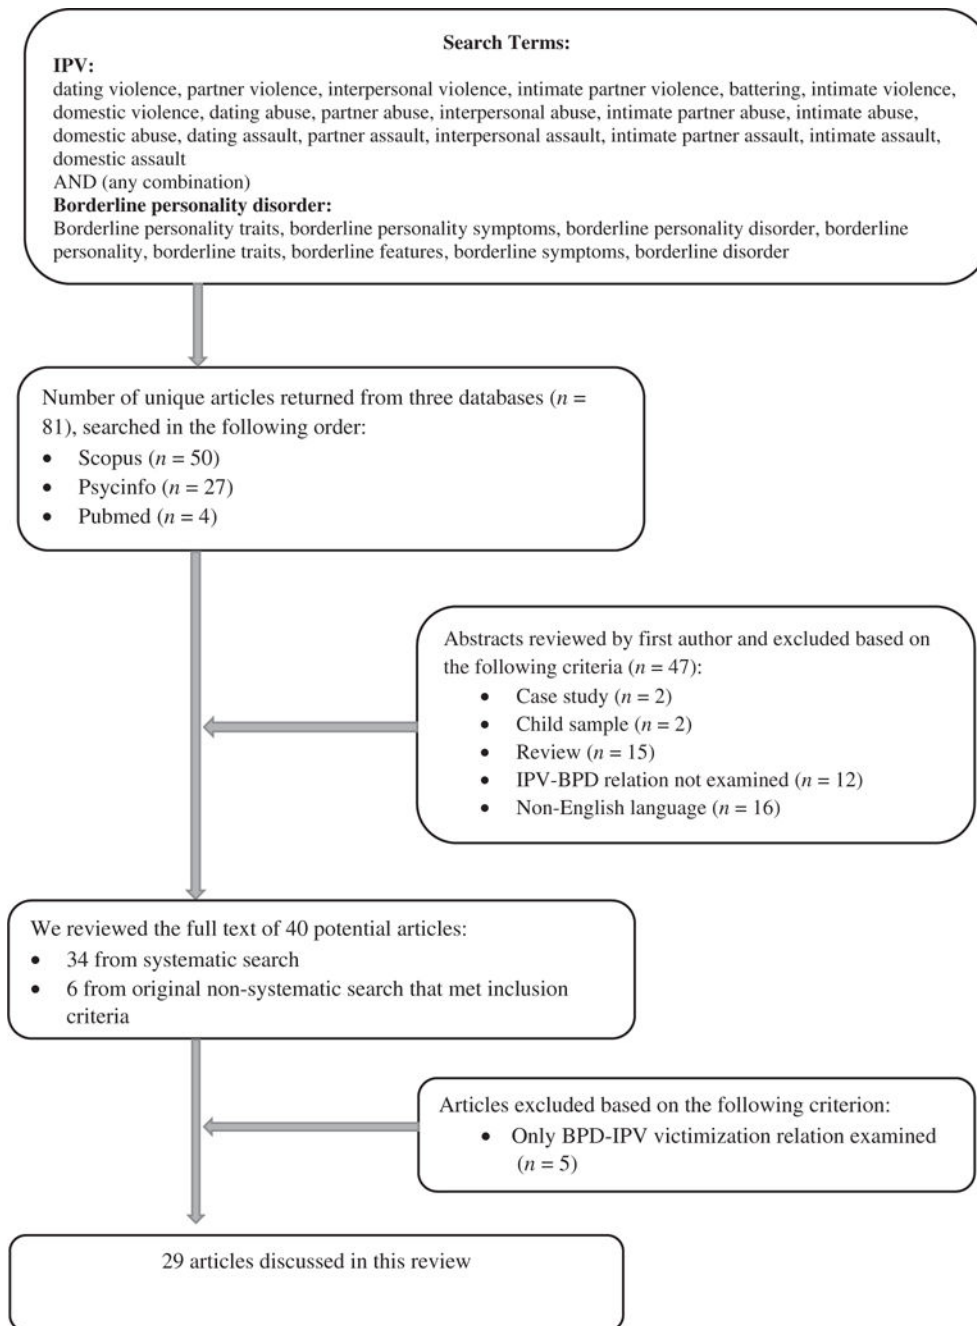 Search Terms:
IPV:
dating violence, partner violence, interpersonal violence, intimate partner violence, battering, intimate violence,
domestic violence, dating abuse, partner abuse, interpersonal abuse, intimate partner abuse, intimate abuse,
domestic abuse, dating assault, partner assault, interpersonal assault, intimate partner assault, intimate assault,
domestic assault
AND (any combination)
Borderline personality disorder:
Borderline personality traits, borderline personality symptoms, borderline personality disorder, borderline
personality, borderline traits, borderline features, borderline symptoms, borderline disorder
Number of unique articles returned from three databases (n =
81), searched in the following order:
• Scopus (n = 50)
• Psycinfo (n = 27)
• Pubmed (n = 4)
Abstracts reviewed by first author and excluded based on
the following criteria (n = 47):
• Case study (n = 2)
• Child sample (n = 2)
• Review (n = 15)
• IPV-BPD relation not examined (n = 12)
• Non-English language (n = 16)
We reviewed the full text of 40 potential articles:
• 34 from systematic search
• 6 from original non-systematic search that met inclusion
criteria
Articles excluded based on the following criterion:
• Only BPD-IPV victimization relation examined
(n = 5)
29 articles discussed in this review